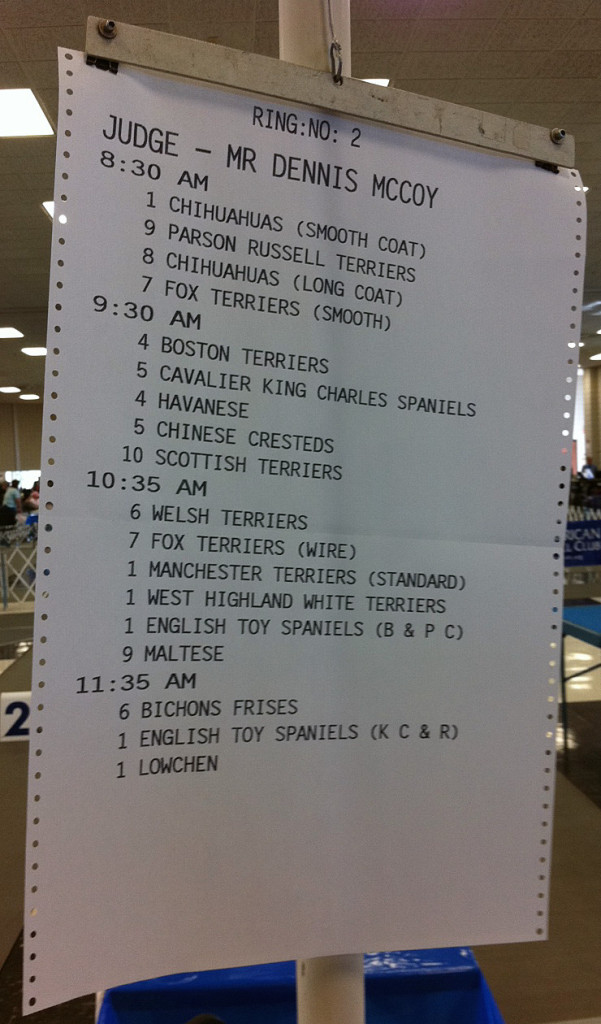 RING:NO: 2
JUDGE – MR DENNIS MCCOY
8:30 AM
1 CHIHUAHUAS (SMOOTH COAT)
9 PARSON RUSSELL TERRIERS
8 CHIHUAHUAS (LONG COAT)
7 FOX TERRIERS (SMOOTH)
9:30 AM
4 BOSTON TERRIERS
5 CAVALIER KING CHARLES SPANIELS
4 HAVANESE
5 CHINESE CRESTEDS
10 SCOTTISH TERRIERS
10:35 AM
6 WELSH TERRIERS
7 FOX TERRIERS (WIRE)
1 MANCHESTER TERRIERS (STANDARD)
1 WEST HIGHLAND WHITE TERRIERS
1 ENGLISH TOY SPANIELS (B & P C)
9 MALTESE
11:35 AM
6 BICHONS FRISES
1 ENGLISH TOY SPANIELS (K C & R)
1 LOWCHEN
2
RICAN
L CLUB